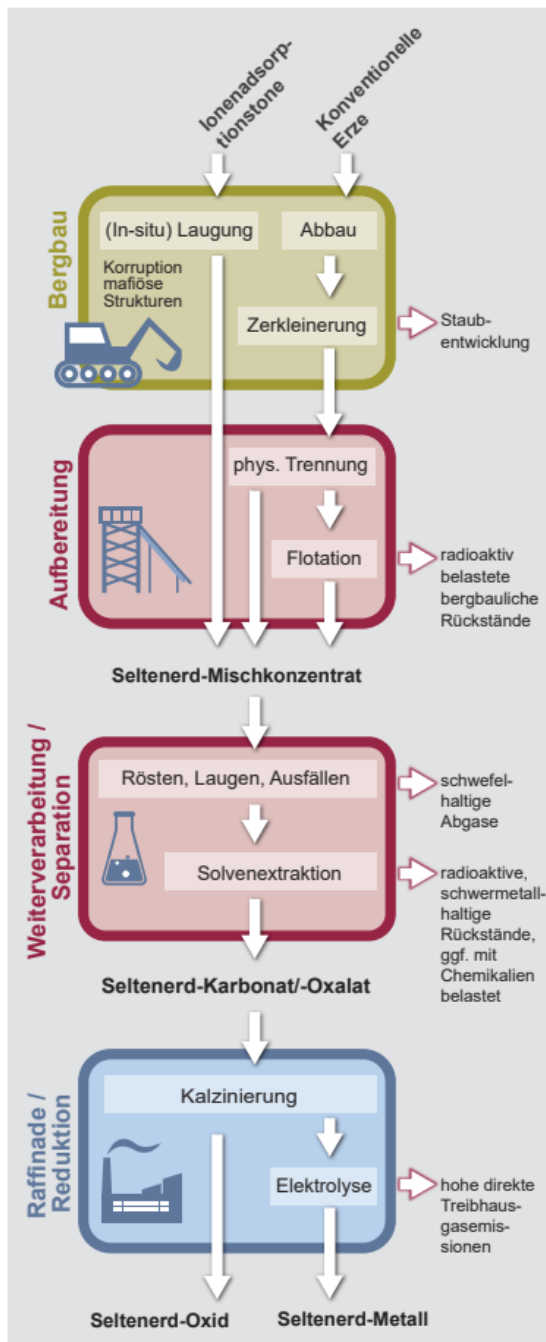 Ionenadsorp-
tionstone
Konventionelle
Erze
Bergbau
(In-situ) Laugung
Abbau
Korruption
mafiöse
Strukturen
Zerkleinerung
Staub-
entwicklung
Aufbereitung
phys. Trennung
Flotation
radioaktiv
belastete
bergbauliche
Rückstände
Seltenerd-Mischkonzentrat
Weiterverarbeitung /
Separation
Rösten, Laugen, Ausfällen
schwefel-
haltige
Abgase
Solvenextraktion
radioaktive,
schwermetall-
haltige
Rückstände,
ggf. mit
Chemikalien
belastet
Seltenerd-Karbonat/-Oxalat
Raffinade /
Reduktion
Kalzinierung
Elektrolyse
hohe direkte
Treibhaus-
gasemis-
sionen
Seltenerd-Oxid
Seltenerd-Metall